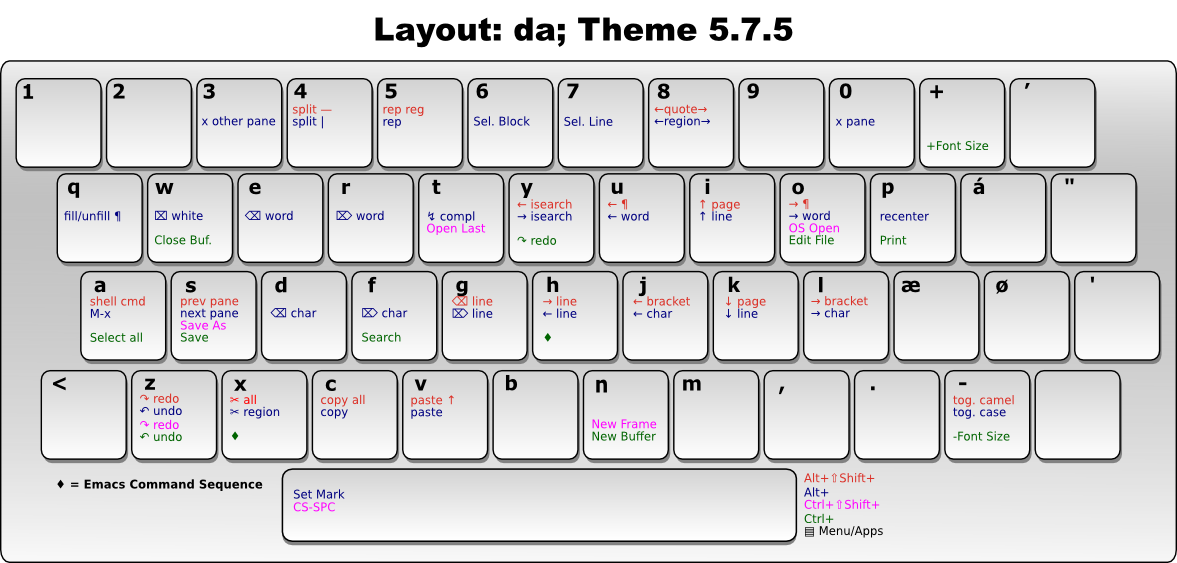 Layout: da; Theme 5.7.5
1
2
3
x other pane
4
split —
split |
5
rep reg
rep
6
Sel. Block
7
Sel. Line
8
←quote→
←region→
9
0
x pane
+
+Font Size
´
q
fill/unfill ¶
w
⌧ white
Close Buf.
e
⌫ word
r
⌦ word
t
↯ compl
Open Last
y
← isearch
→ isearch
↷ redo
u
← ¶
← word
i
↑ page
↑ line
o
→ ¶
→ word
OS Open
Edit File
p
recenter
Print
á
"
a
shell cmd
M-x
Select all
s
prev pane
next pane
Save As
Save
d
⌫ char
f
⌦ char
Search
g
⌫ line
⌦ line
h
→ line
← line
♦
j
← bracket
← char
k
↓ page
↓ line
l
→ bracket
→ char
æ
ø
'
<
z
↷ redo
↶ undo
↷ redo
↶ undo
x
✂ all
✂ region
♦
c
copy all
copy
v
paste ↑
paste
b
n
New Frame
New Buffer
m
,
.
-
tog. camel
tog. case
-Font Size
♦ = Emacs Command Sequence
Set Mark
CS-SPC
Alt+⇧Shift+
Alt+
Ctrl+⇧Shift+
Ctrl+
▤ Menu/Apps